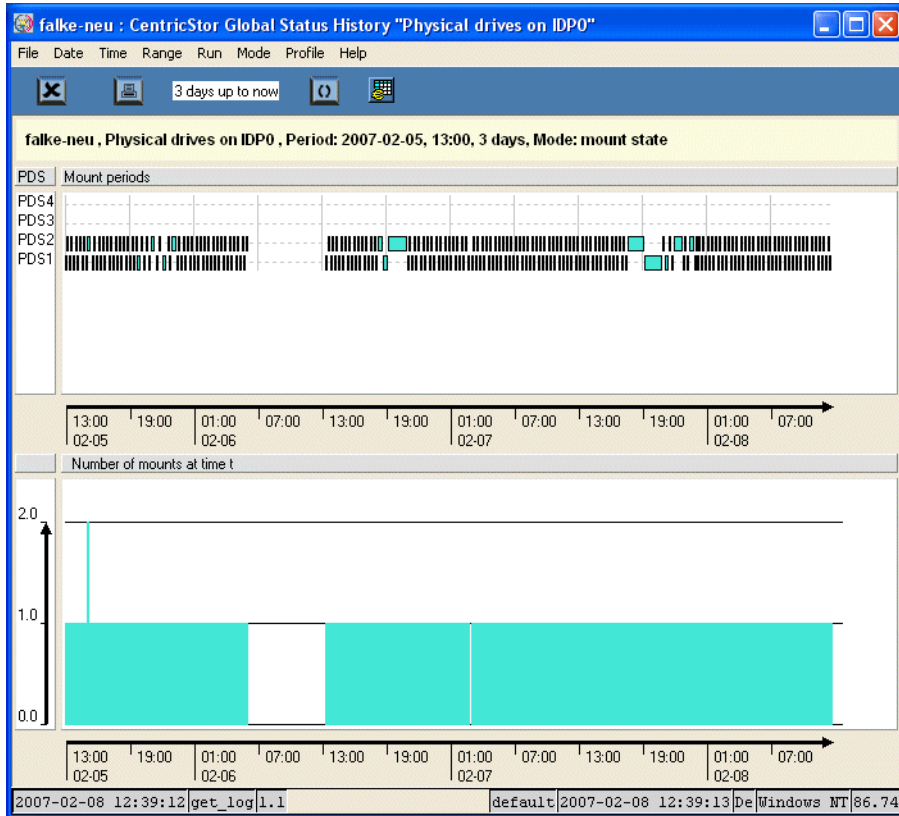 falke-neu : CentricStor Global Status History "Physical drives on IDP0"
File Date Time Range Run Mode Profile Help
3 days up to now
falke-neu , Physical drives on IDP0 , Period: 2007-02-05, 13:00, 3 days, Mode: mount state
PDS Mount periods
PDS4
PDS3
PDS2
PDS1
13:00 19:00 01:00 07:00 13:00 19:00 01:00 07:00 13:00 19:00 01:00 07:00
02-05 02-06 02-07 02-08
Number of mounts at time t
2.0
1.0
0.0
13:00 19:00 01:00 07:00 13:00 19:00 01:00 07:00 13:00 19:00 01:00 07:00
02-05 02-06 02-07 02-08
2007-02-08 12:39:12 get_log 1.1 default 2007-02-08 12:39:13 De Windows NT 86.74